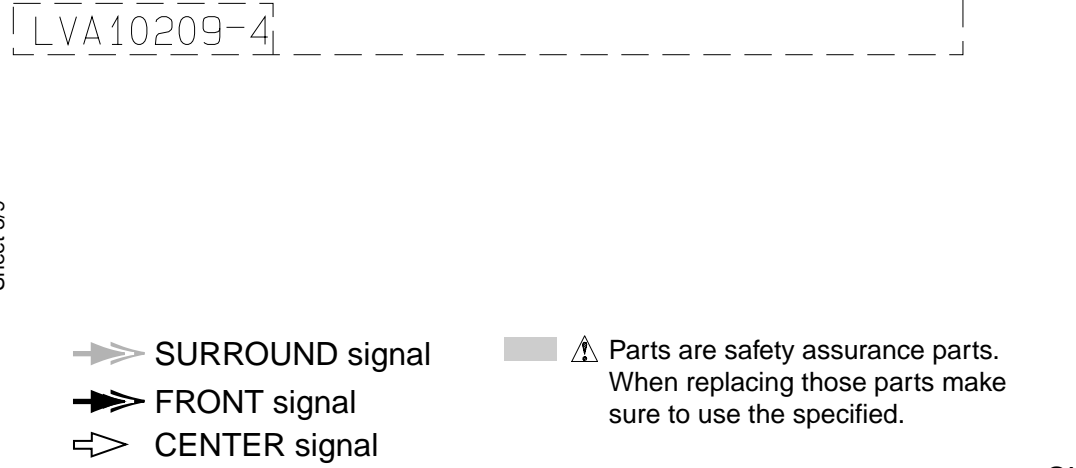 LVA10209-4
SURROUND signal
FRONT signal
CENTER signal
Parts are safety assurance parts.
When replacing those parts make
sure to use the specified.